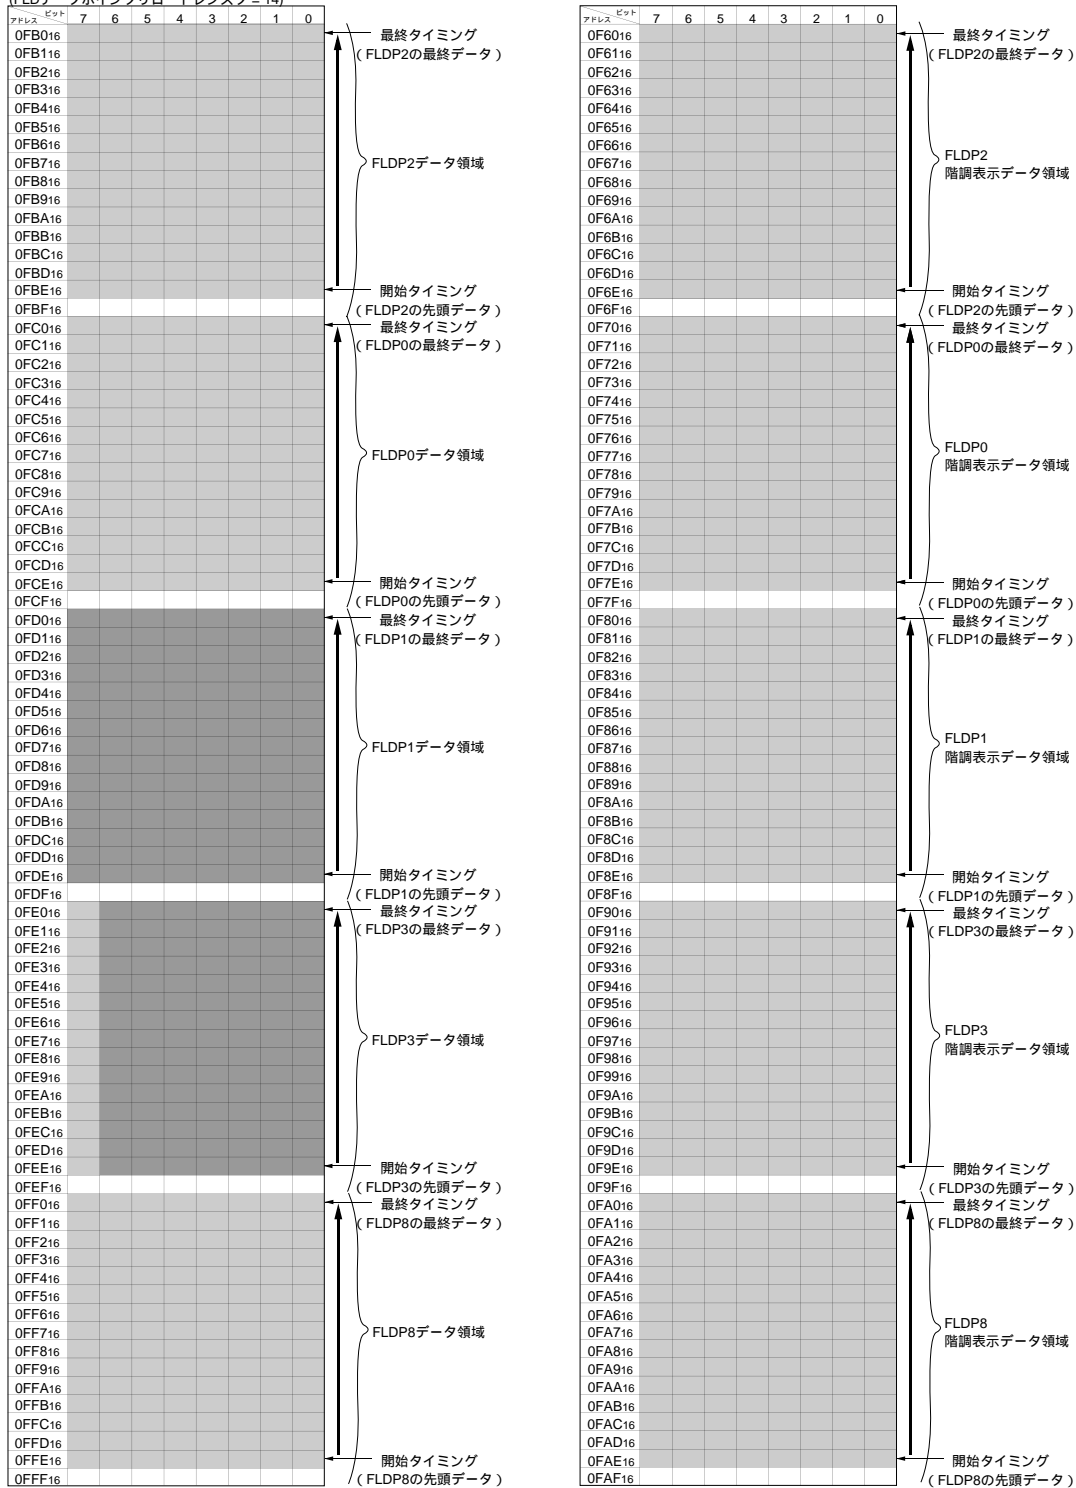 (FLDデータポインタリロードレジスタ = 14)
ビット
アドレス 7 6 5 4 3 2 1 0
0FB016 最終タイミング
0FB116 (FLDP2の最終データ)
0FB216
0FB316
0FB416
0FB516
0FB616
0FB716 FLDP2データ領域
0FB816
0FB916
0FBA16
0FBB16
0FBC16
0FBD16
0FBE16 開始タイミング
0FBF16 (FLDP2の先頭データ)
0FC016 最終タイミング
0FC116 (FLDP0の最終データ)
0FC216
0FC316
0FC416
0FC516
0FC616
0FC716 FLDP0データ領域
0FC816
0FC916
0FCA16
0FCB16
0FCC16
0FCD16
0FCE16 開始タイミング
0FCF16 (FLDP0の先頭データ)
0FD016 最終タイミング
0FD116 (FLDP1の最終データ)
0FD216
0FD316
0FD416
0FD516
0FD616
0FD716 FLDP1データ領域
0FD816
0FD916
0FDA16
0FDB16
0FDC16
0FDD16
0FDE16 開始タイミング
0FDF16 (FLDP1の先頭データ)
0FE016 最終タイミング
0FE116 (FLDP3の最終データ)
0FE216
0FE316
0FE416
0FE516
0FE616
0FE716 FLDP3データ領域
0FE816
0FE916
0FEA16
0FEB16
0FEC16
0FED16
0FEE16 開始タイミング
0FEF16 (FLDP3の先頭データ)
0FF016 最終タイミング
0FF116 (FLDP8の最終データ)
0FF216
0FF316
0FF416
0FF516
0FF616
0FF716 FLDP8データ領域
0FF816
0FF916
0FFA16
0FFB16
0FFC16
0FFD16
0FFE16 開始タイミング
0FFF16 (FLDP8の先頭データ)
ビット
アドレス 7 6 5 4 3 2 1 0
0F6016 最終タイミング
0F6116 (FLDP2の最終データ)
0F6216
0F6316
0F6416
0F6516
0F6616 FLDP2
0F6716 階調表示データ領域
0F6816
0F6916
0F6A16
0F6B16
0F6C16
0F6D16
0F6E16 開始タイミング
0F6F16 (FLDP2の先頭データ)
0F7016 最終タイミング
0F7116 (FLDP0の最終データ)
0F7216
0F7316
0F7416
0F7516
0F7616 FLDP0
0F7716 階調表示データ領域
0F7816
0F7916
0F7A16
0F7B16
0F7C16
0F7D16
0F7E16 開始タイミング
0F7F16 (FLDP0の先頭データ)
0F8016 最終タイミング
0F8116 (FLDP1の最終データ)
0F8216
0F8316
0F8416
0F8516
0F8616 FLDP1
0F8716 階調表示データ領域
0F8816
0F8916
0F8A16
0F8B16
0F8C16
0F8D16
0F8E16 開始タイミング
0F8F16 (FLDP1の先頭データ)
0F9016 最終タイミング
0F9116 (FLDP3の最終データ)
0F9216
0F9316
0F9416
0F9516
0F9616 FLDP3
0F9716 階調表示データ領域
0F9816
0F9916
0F9A16
0F9B16
0F9C16
0F9D16
0F9E16 開始タイミング
0F9F16 (FLDP3の先頭データ)
0FA016 最終タイミング
0FA116 (FLDP8の最終データ)
0FA216
0FA316
0FA416
0FA516
0FA616 FLDP8
0FA716 階調表示データ領域
0FA816
0FA916
0FAA16
0FAB16
0FAC16
0FAD16
0FAE16 開始タイミング
0FAF16 (FLDP8の先頭データ)